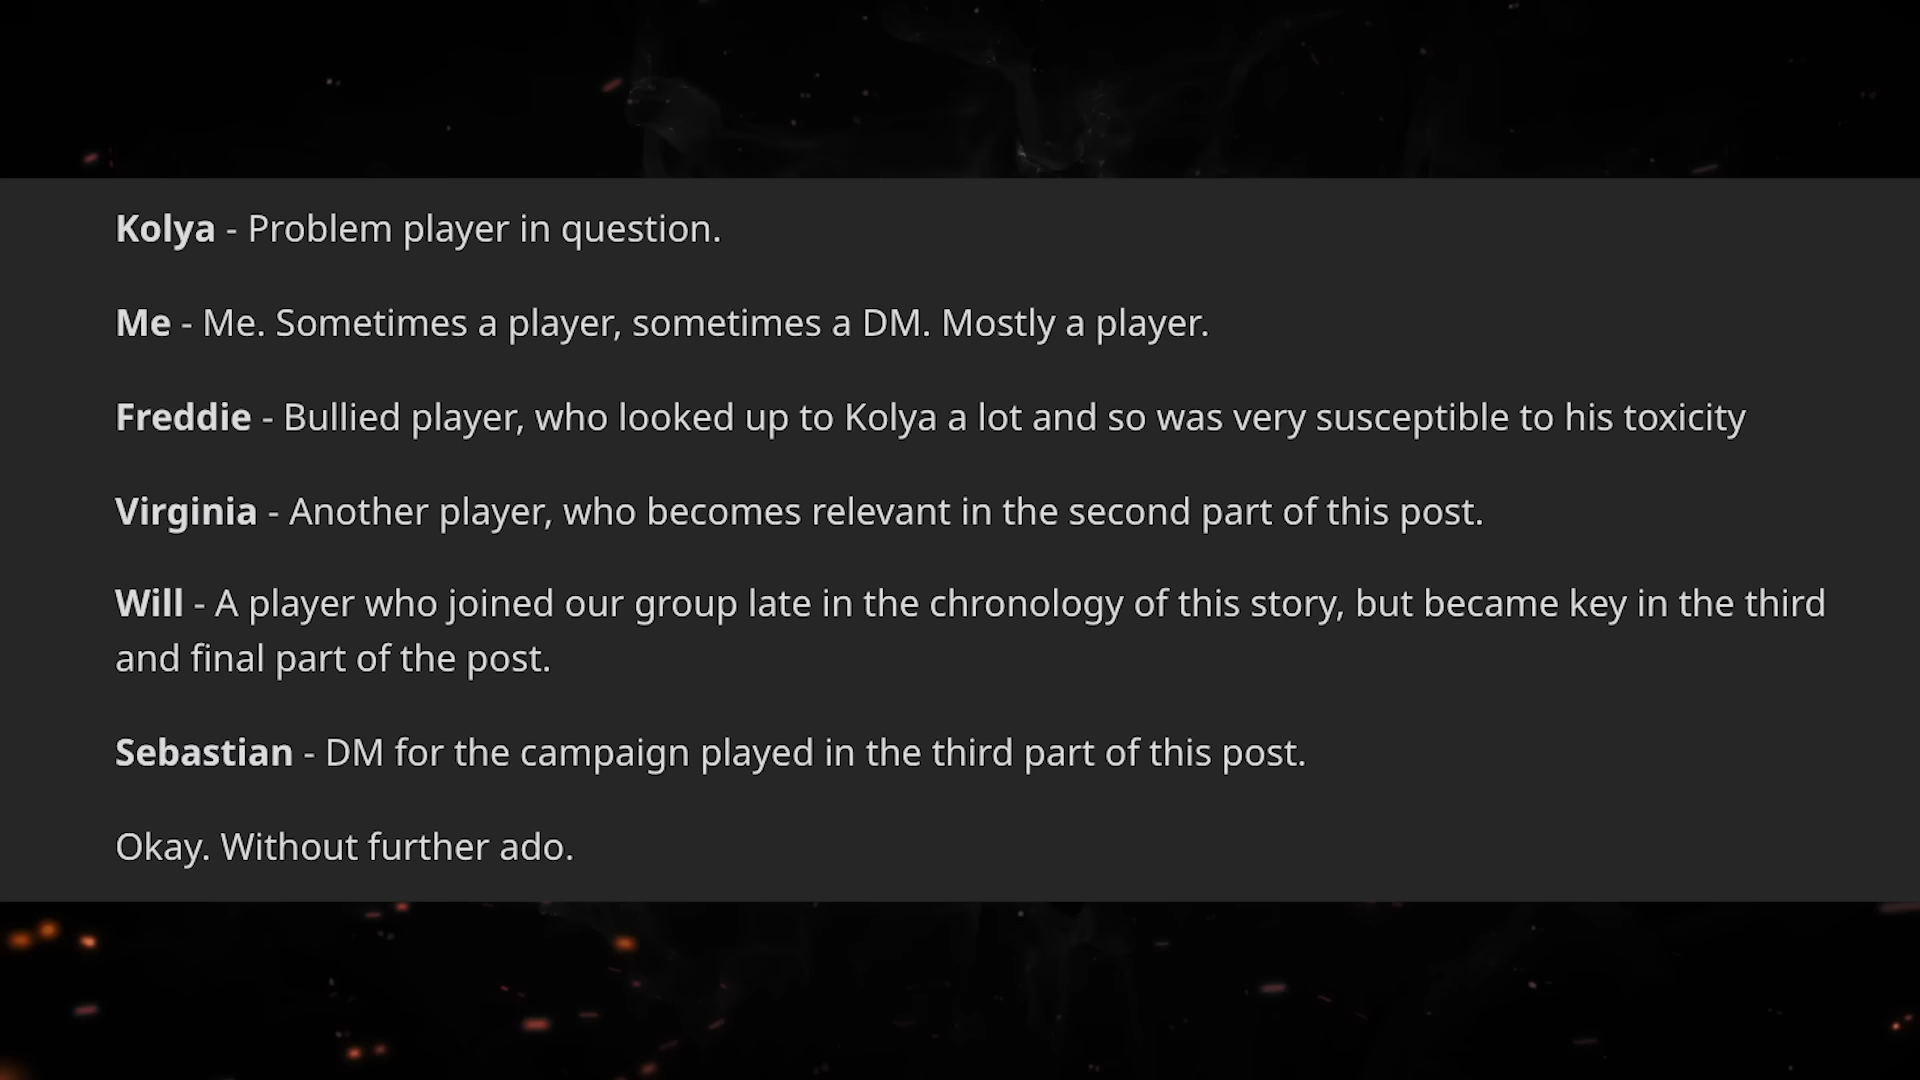 Kolya - Problem player in question.
Me - Me. Sometimes a player, sometimes a DM. Mostly a player.
Freddie - Bullied player, who looked up to Kolya a lot and so was very susceptible to his toxicity
Virginia - Another player, who becomes relevant in the second part of this post.
Will - A player who joined our group late in the chronology of this story, but became key in the third
and final part of the post.
Sebastian - DM for the campaign played in the third part of this post.
Okay. Without further ado.